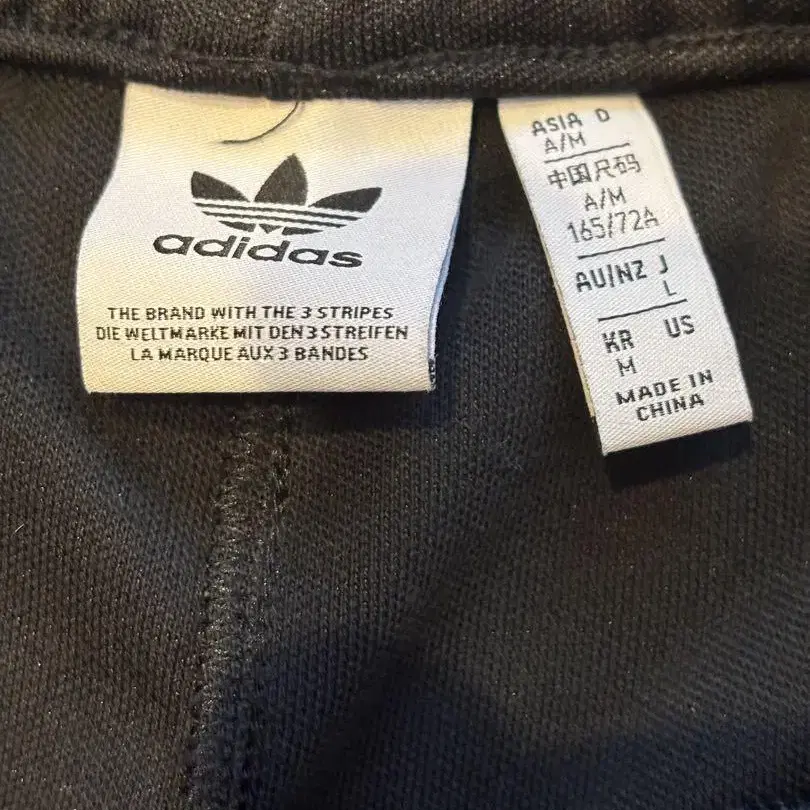 adidas
THE BRAND WITH THE 3 STRIPES
DIE WELTMARKE MIT DEN 3 STREIFEN
LA MARQUE AUX 3 BANDES
ASIA D
A/M
中国尺码
A/M
165/72A
AU/NZ J
L
KR US
M
MADE IN
CHINA